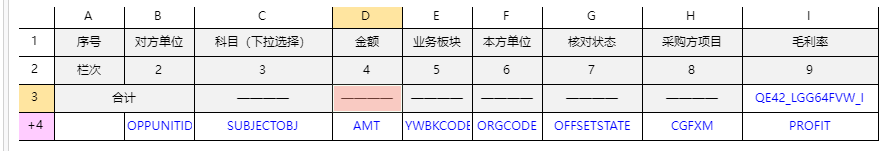 A B C D E F G H I
1 序号 对方单位 科目（下拉选择） 金额 业务板块 本方单位 核对状态 采购方项目 毛利率
2 栏次 2 3 4 5 6 7 8 9
3 合计 ———— ———— ———— ———— ———— ———— QE42_LGG64FVW_I
+4 OPPUNITID SUBJECTOBJ AMT YWBKCODE ORGCODE OFFSETSTATE CGFXM PROFIT